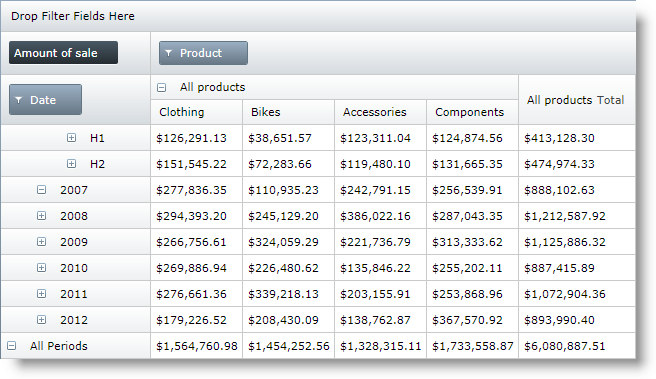 Drop Filter Fields Here
Amount of sale Product
Date All products All products Total
Clothing Bikes Accessories Components
H1 $126,291.13 $38,651.57 $123,311.04 $124,874.56 $413,128.30
H2 $151,545.22 $72,283.66 $119,480.10 $131,665.35 $474,974.33
2007 $277,836.35 $110,935.23 $242,791.15 $256,539.91 $888,102.63
2008 $294,393.20 $245,129.20 $386,022.16 $287,043.35 $1,212,587.92
2009 $266,756.61 $324,059.29 $221,736.79 $313,333.62 $1,125,886.32
2010 $269,886.94 $226,480.62 $135,846.22 $255,202.11 $887,415.89
2011 $276,661.36 $339,218.13 $203,155.91 $253,868.96 $1,072,904.36
2012 $179,226.52 $208,430.09 $138,762.87 $367,570.92 $893,990.40
All Periods $1,564,760.98 $1,454,252.56 $1,328,315.11 $1,733,558.87 $6,080,887.51